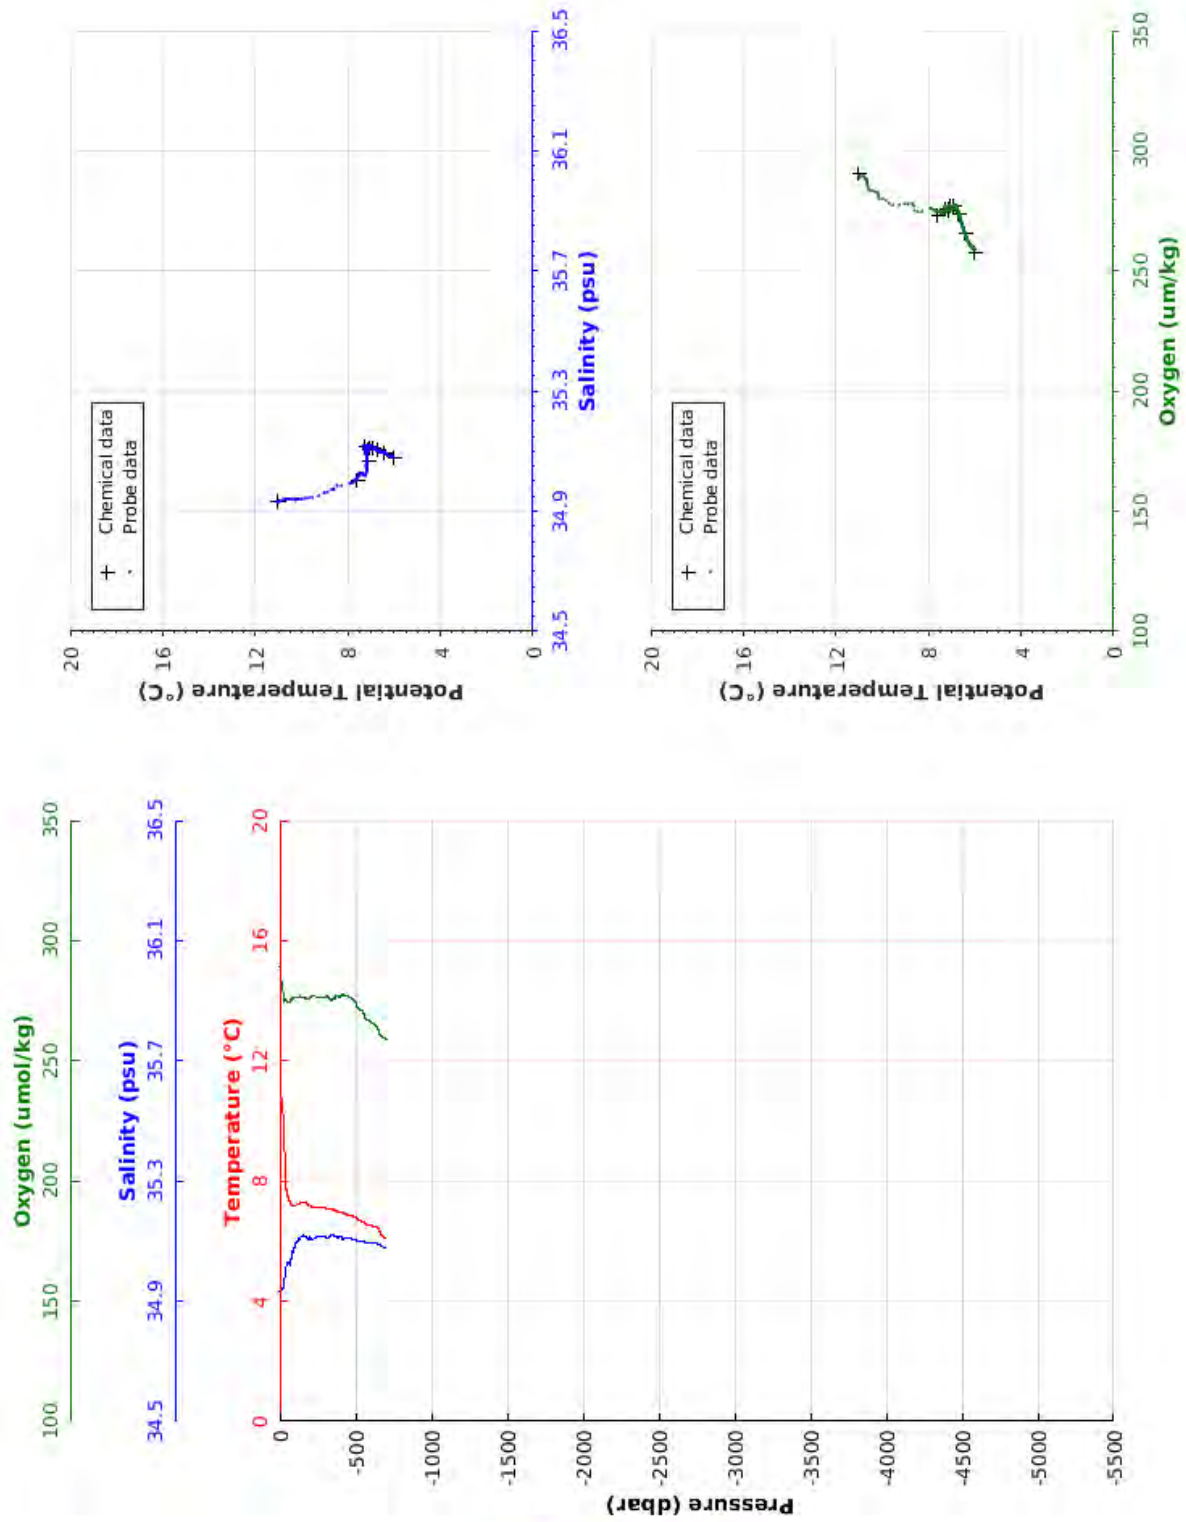 Oxygen (umol/kg)
100 150 200 250 300 350
Salinity (psu)
34.5 34.9 35.3 35.7 36.1 36.5
Temperature (°C)
0 4 8 12 16 20
0
-500
-1000
-1500
-2000
-2500
-3000
-3500
-4000
-4500
-5000
-5500
Pressure (dbar)
20
16
12
8
4
0
Potential Temperature (°C)
Chemical data
Probe data
34.5 34.9 35.3 35.7 36.1 36.5
Salinity (psu)
20
16
12
8
4
0
Potential Temperature (°C)
Chemical data
Probe data
100 150 200 250 300 350
Oxygen (um/kg)